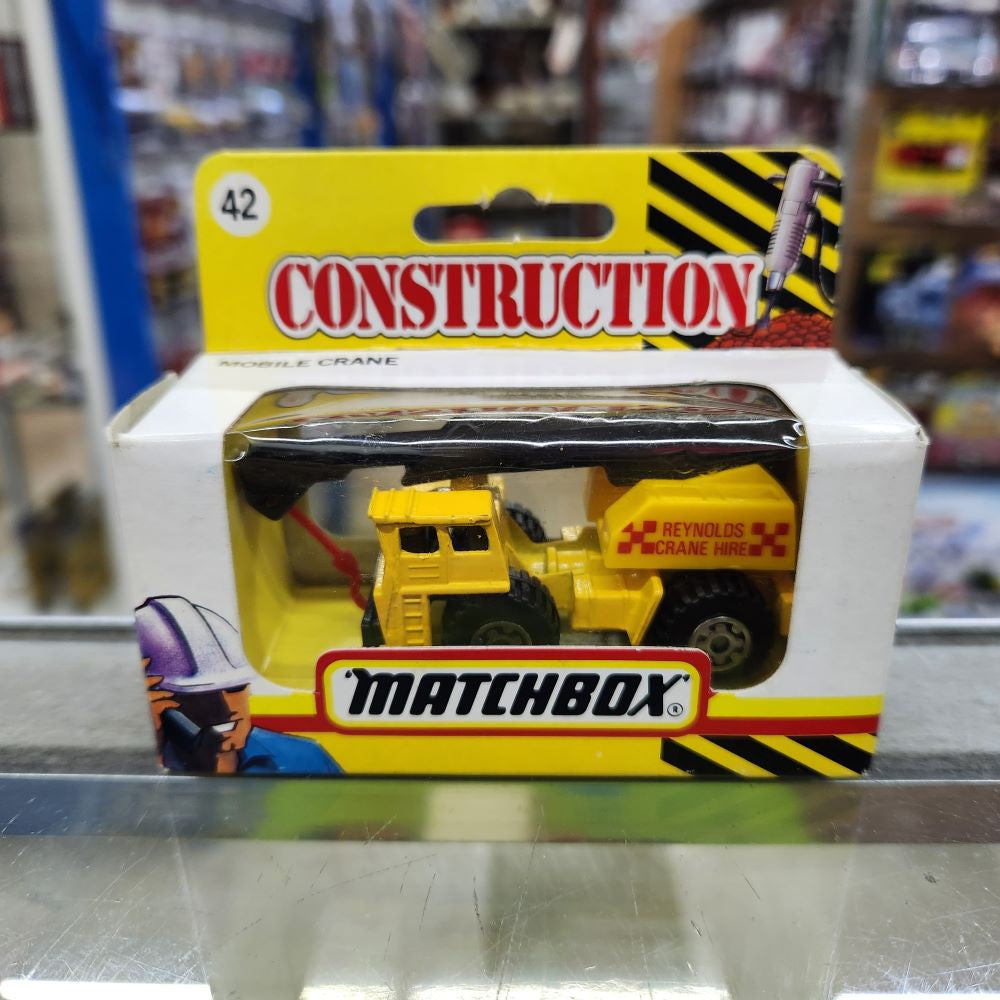 42
CONSTRUCTION
MOBILE CRANE
REYNOLDS
CRANE HIRE
"MATCHBOX"®